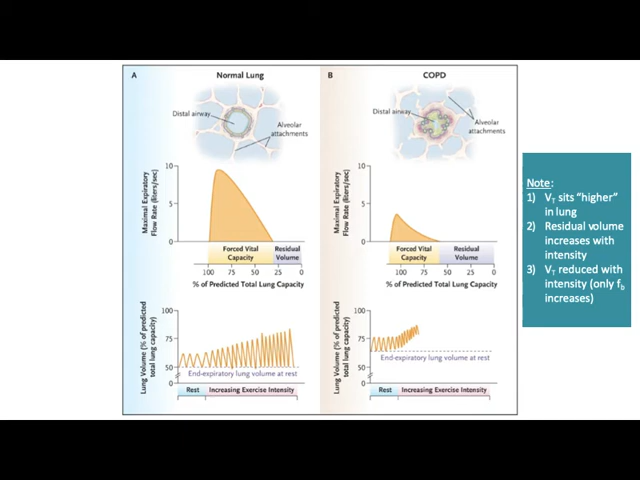 A
Normal Lung
Distal airway
Alveolar
attachments
Maximal Expiratory
Flow Rate (liters/sec)
10
5
0
Forced Vital
Capacity
Residual
Volume
100 75 50 25 0
% of Predicted Total Lung Capacity
Lung Volume (% of predicted
total lung capacity)
100
75
50
0
End-expiratory lung volume at rest
Rest
Increasing Exercise Intensity
B
COPD
Distal airway
Alveolar
attachments
Maximal Expiratory
Flow Rate (liters/sec)
10
5
0
Forced Vital
Capacity
Residual
Volume
100 75 50 25 0
% of Predicted Total Lung Capacity
Lung Volume (% of predicted
total lung capacity)
100
75
50
0
End-expiratory lung volume at rest
Rest
Increasing Exercise Intensity
Note:
1) VT sits “higher”
in lung
2) Residual volume
increases with
intensity
3) VT reduced with
intensity (only fb
increases)